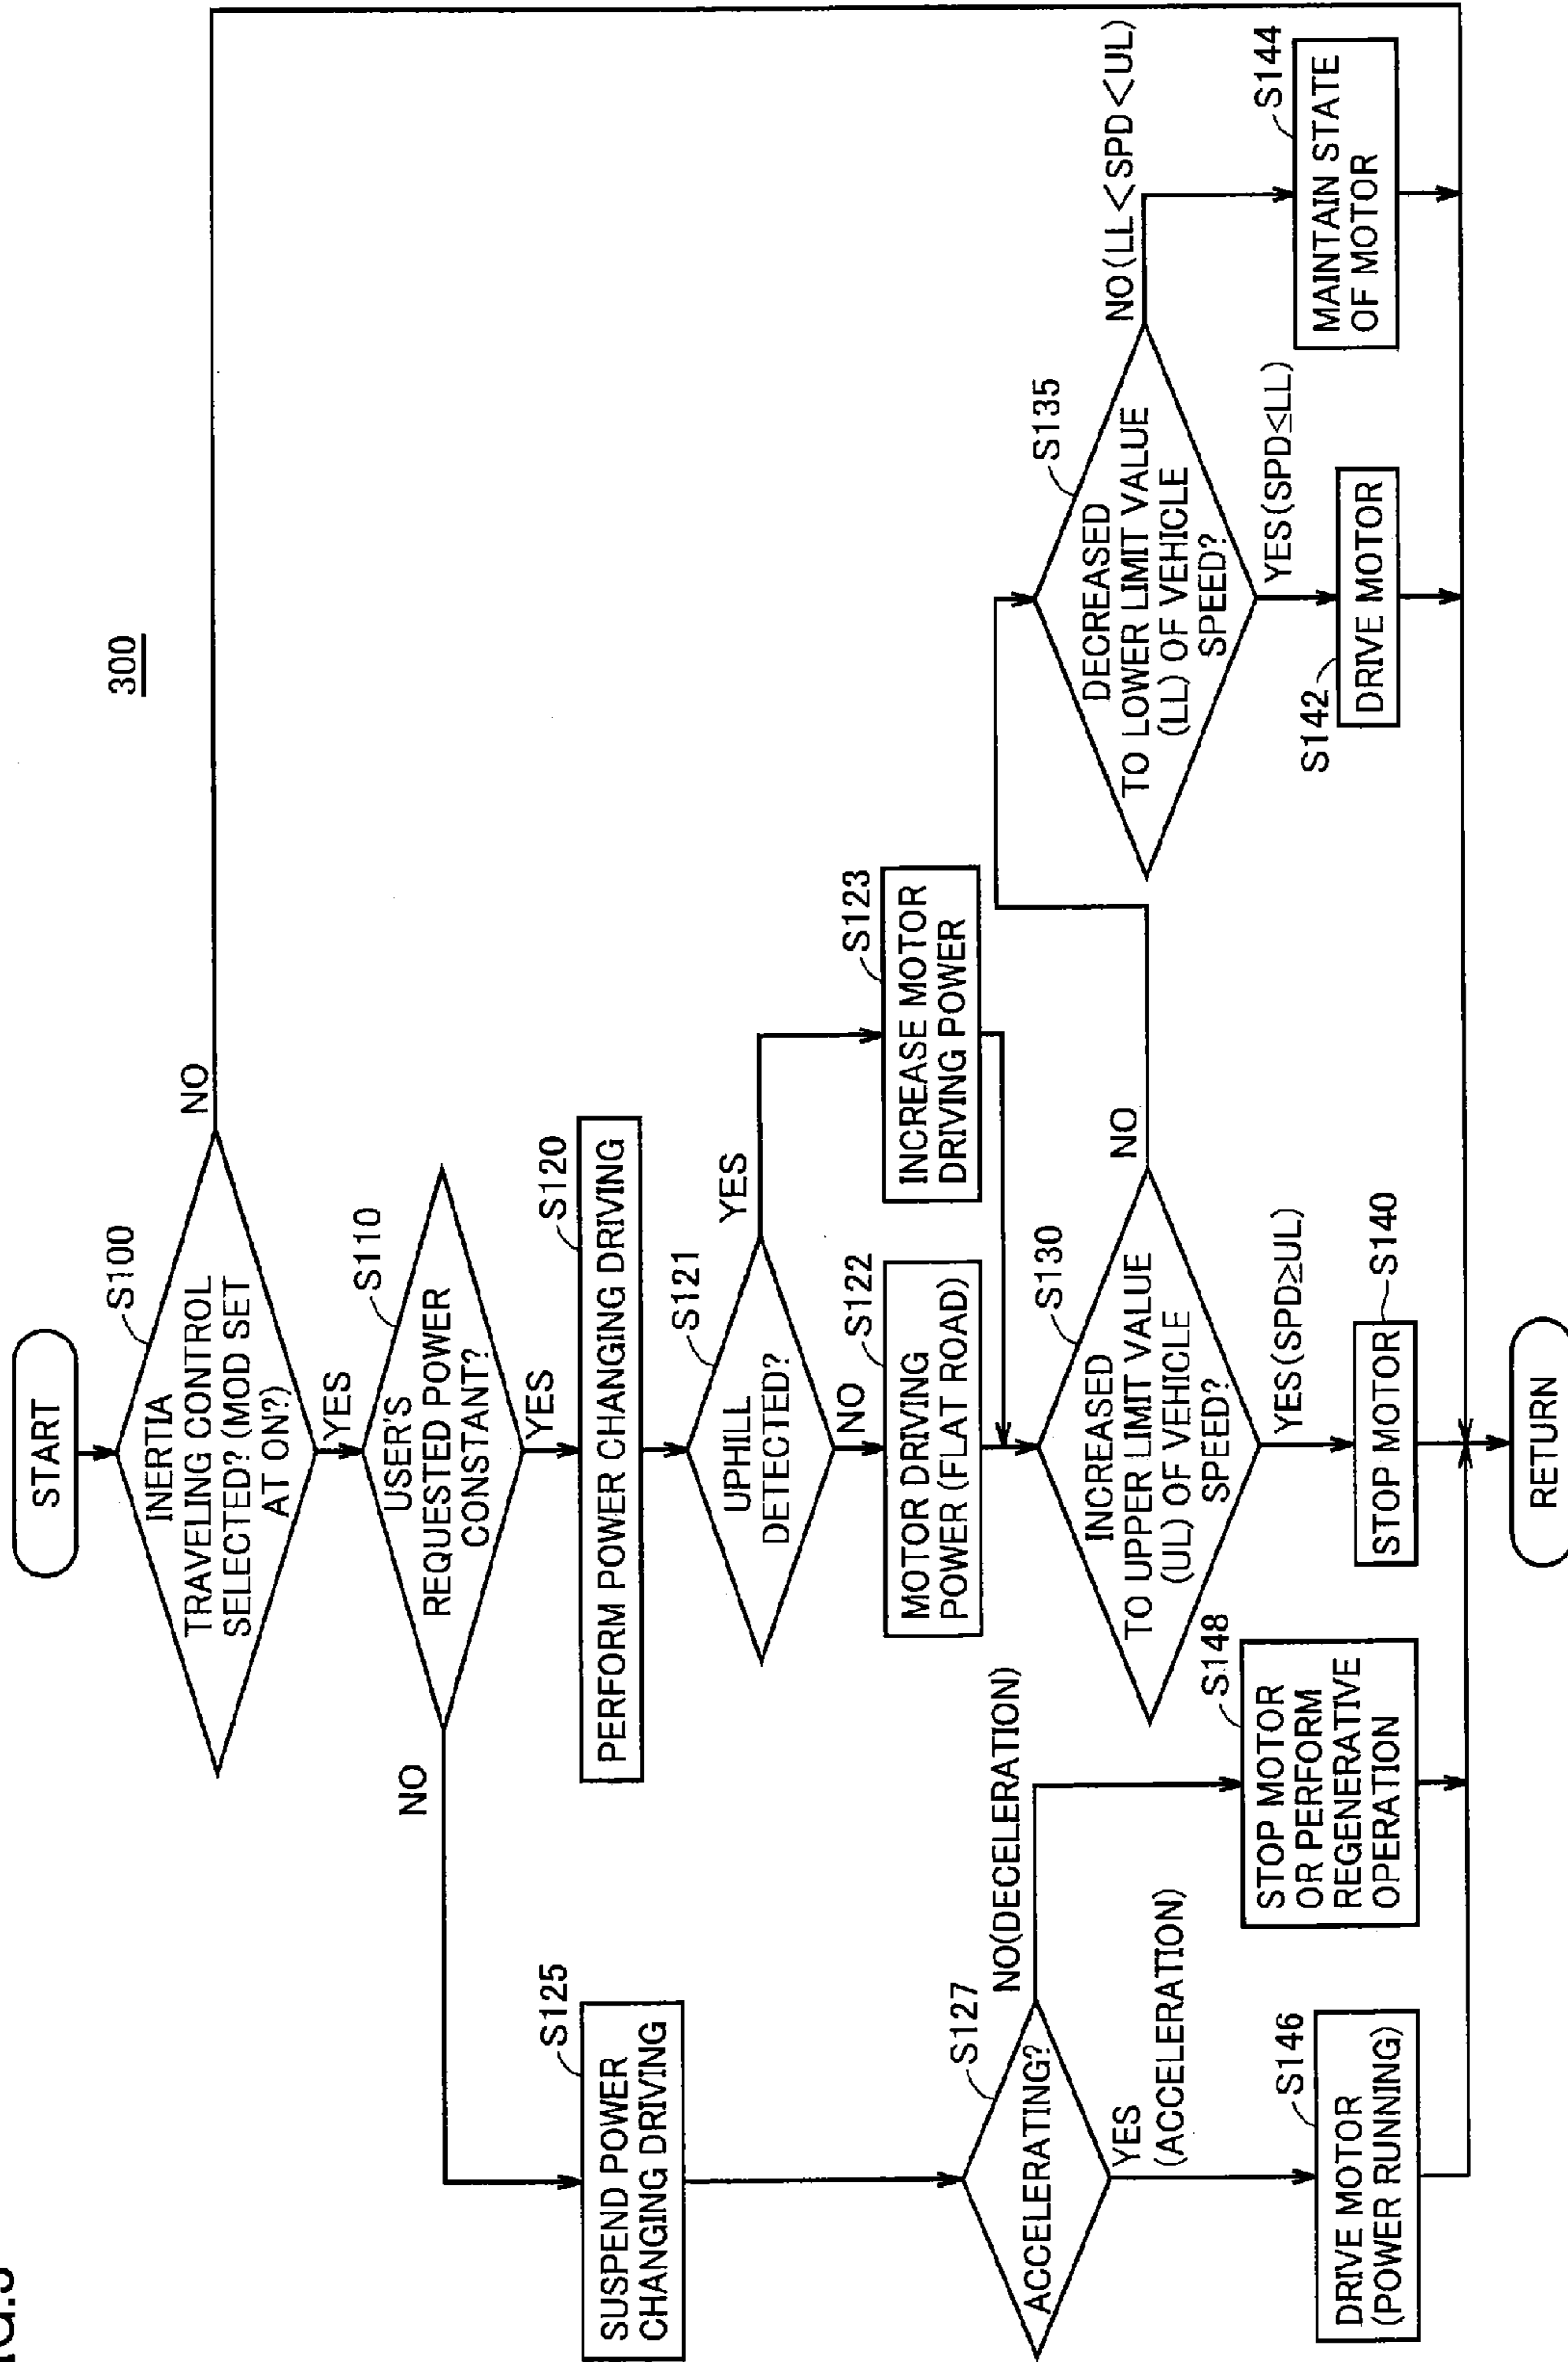 300
START
S100
INERTIA
TRAVELING CONTROL
SELECTED? (MOD SET
AT ON?)
NO
YES
S110
USER'S
REQUESTED POWER
CONSTANT?
NO
YES
S120
PERFORM POWER CHANGING DRIVING
S125
SUSPEND POWER
CHANGING DRIVING
S121
UPHILL
DETECTED?
YES
NO
S122
MOTOR DRIVING
POWER (FLAT ROAD)
S123
INCREASE MOTOR
DRIVING POWER
S127
ACCELERATING?
NO(DECELERATION)
YES
(ACCELERATION)
S130
INCREASED
TO UPPER LIMIT VALUE
(UL) OF VEHICLE
SPEED?
NO
YES(SPD≥UL)
S135
DECREASED
TO LOWER LIMIT VALUE
(LL) OF VEHICLE
SPEED?
NO(LL<SPD<UL)
YES(SPD≤LL)
S146
DRIVE MOTOR
(POWER RUNNING)
S148
STOP MOTOR
OR PERFORM
REGENERATIVE
OPERATION
S140
STOP MOTOR
S142
DRIVE MOTOR
S144
MAINTAIN STATE
OF MOTOR
RETURN